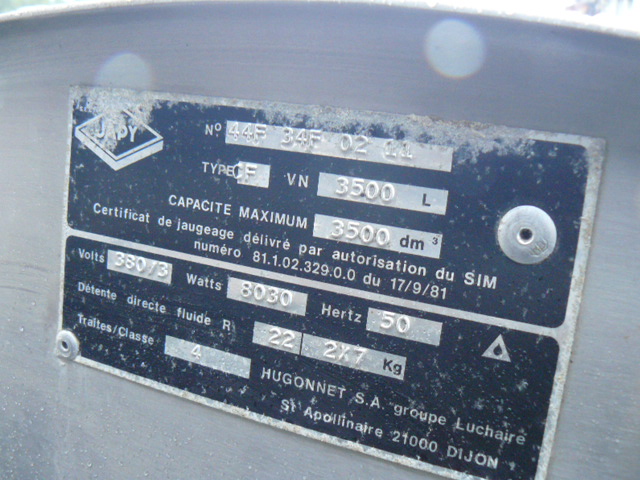 JAPY
Nº 44F 34F 02
TYPE CF VN 3500 L
CAPACITE MAXIMUM 3500 dm³
Certificat de jaugeage délivré par autorisation du SIM
numéro 81.1.02.329.0.0 du 17/9/81
Volts 380/3 Watts 8030 Hertz 50
Détente directe fluide R 22 2X7 Kg
Traites/Classe 4
HUGONNET S.A. groupe Luchaire
St Apollinaire 21000 DIJON